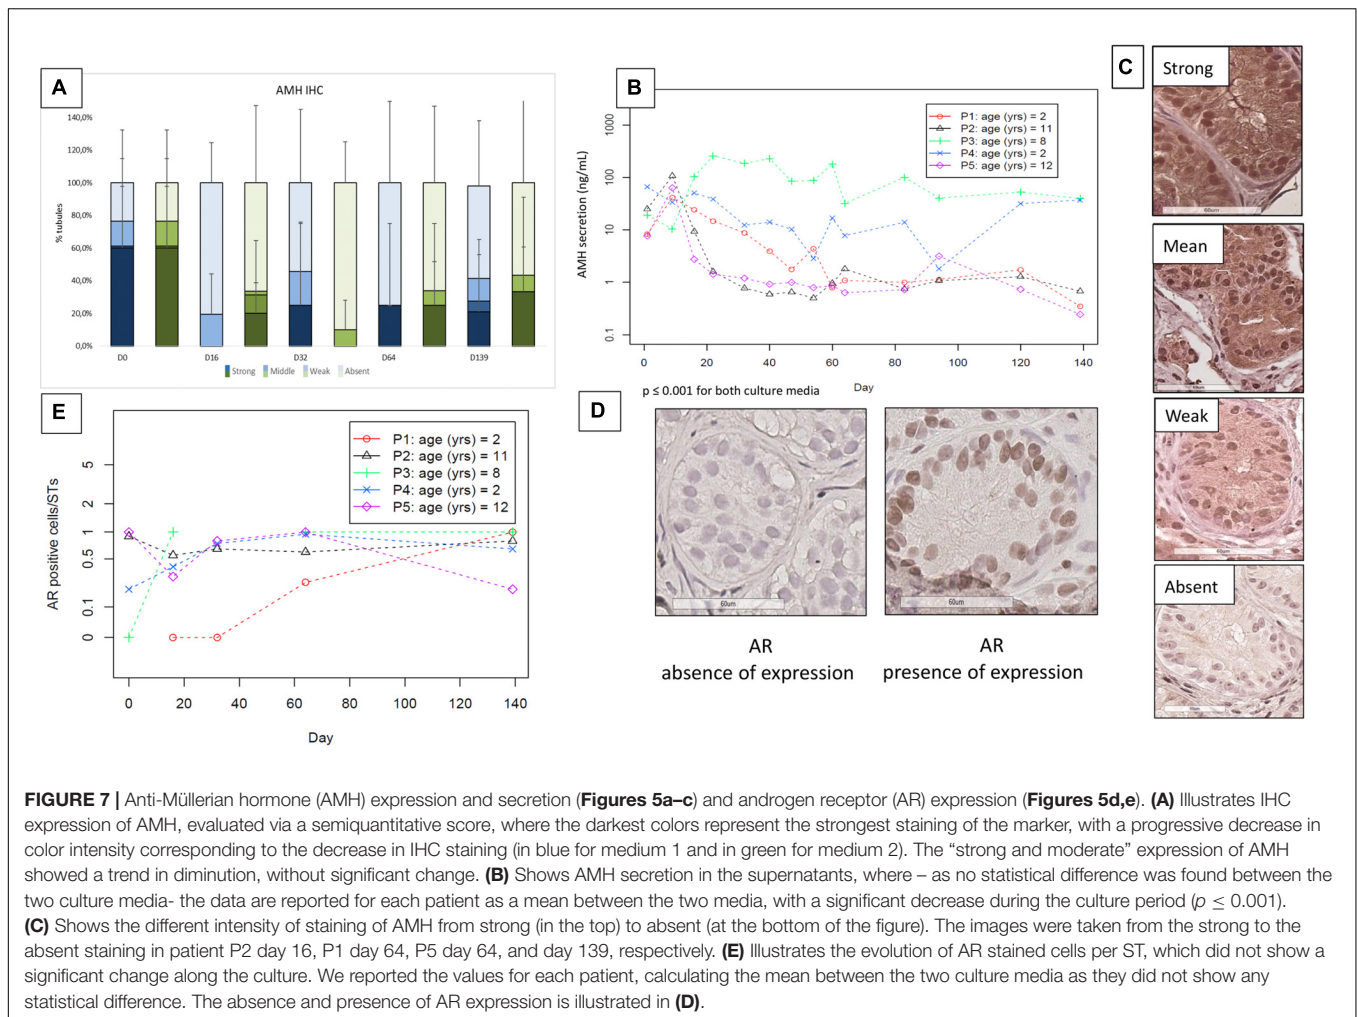 A
AMH IHC
140,0%
120,0%
100,0%
80,0%
60,0%
40,0%
20,0%
0,0%
% tubules
D0 D16 D32 D64 D139
Strong Middle Weak Absent
B
AMH secretion (ng/mL)
1000
100
10
1
0.1
P1: age (yrs) = 2
P2: age (yrs) = 11
P3: age (yrs) = 8
P4: age (yrs) = 2
P5: age (yrs) = 12
0 20 40 60 80 100 120 140
p ≤ 0.001 for both culture media
Day
C
Strong
60um
Mean
Weak
60um
Absent
E
AR positive cells/STs
5
2
1
0.5
0.1
0
P1: age (yrs) = 2
P2: age (yrs) = 11
P3: age (yrs) = 8
P4: age (yrs) = 2
P5: age (yrs) = 12
0 20 40 60 80 100 120 140
Day
D
60um
60um
AR
absence of expression
AR
presence of expression
FIGURE 7 | Anti-Müllerian hormone (AMH) expression and secretion (Figures 5a–c) and androgen receptor (AR) expression (Figures 5d,e). (A) Illustrates IHC
expression of AMH, evaluated via a semiquantitative score, where the darkest colors represent the strongest staining of the marker, with a progressive decrease in
color intensity corresponding to the decrease in IHC staining (in blue for medium 1 and in green for medium 2). The “strong and moderate” expression of AMH
showed a trend in diminution, without significant change. (B) Shows AMH secretion in the supernatants, where – as no statistical difference was found between the
two culture media- the data are reported for each patient as a mean between the two media, with a significant decrease during the culture period (p ≤ 0.001).
(C) Shows the different intensity of staining of AMH from strong (in the top) to absent (at the bottom of the figure). The images were taken from the strong to the
absent staining in patient P2 day 16, P1 day 64, P5 day 64, and day 139, respectively. (E) Illustrates the evolution of AR stained cells per ST, which did not show a
significant change along the culture. We reported the values for each patient, calculating the mean between the two culture media as they did not show any
statistical difference. The absence and presence of AR expression is illustrated in (D).